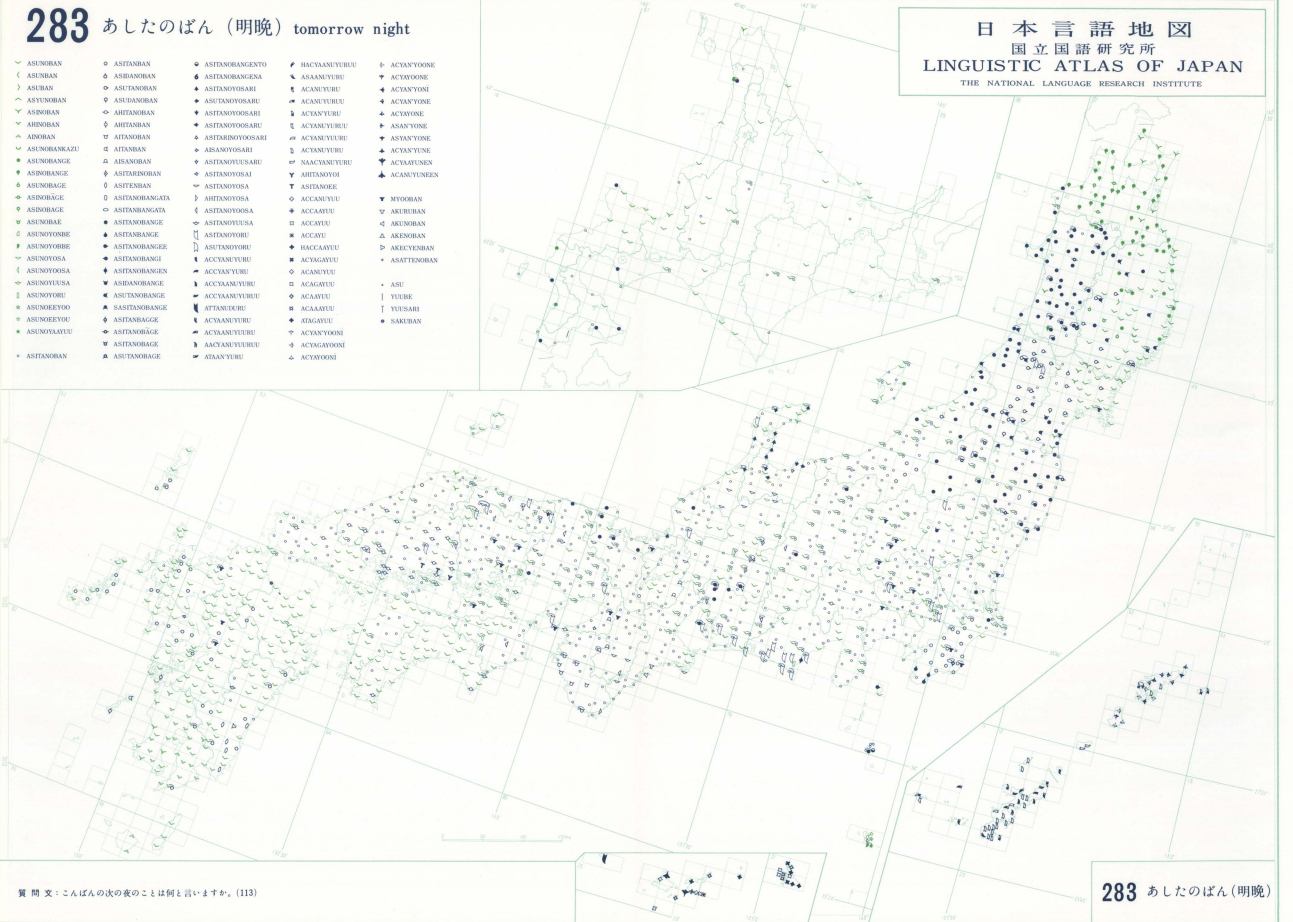 283 あしたのばん（明晩） tomorrow night
日本言語地図
国立国語研究所
LINGUISTIC ATLAS OF JAPAN
THE NATIONAL LANGUAGE RESEARCH INSTITUTE
ASUNOBAN
ASUNBAN
ASUBAN
ASYUNOBAN
ASINOBAN
AHINOBAN
AINOBAN
ASUNOBANKAZU
ASUNOBANGE
ASINOBANGE
ASUNOBAGE
ASINOBÃGE
ASINOBAGE
ASUNOBAE
ASUNOYONBE
ASUNOYOBBE
ASUNOYOSA
ASUNOYOOSA
ASUNOYUUSA
ASUNOYORU
ASUNOEEYOO
ASUNOEEYOU
ASUNOYAAYUU
ASITANOBAN
ASITANBAN
ASIDANOBAN
ASUTANOBAN
ASUDANOBAN
AHITANOBAN
AHITANBAN
AITANOBAN
AITANBAN
AISANOBAN
ASITARINOBAN
ASITENBAN
ASITANOBANGATA
ASITANBANGATA
ASITANOBANGE
ASITANBANGE
ASITANOBANGEE
ASITANOBANGI
ASITANOBANGEN
ASIDANOBANGE
ASUTANOBANGE
SASITANOBANGE
ASITANBAGGE
ASITANOBÃGE
ASITANOBAGE
ASUTANOBAGE
ASITANOBANGENTO
ASITANOBANGENA
ASITANOYOSARI
ASUTANOYOSARU
ASITANOYOOSARI
ASITANOYOOSARU
ASITARINOYOOSARI
AISANOYOSARI
ASITANOYUUSARU
ASITANOYOSAI
ASITANOYOSA
AHITANOYOSA
ASITANOYOOSA
ASITANOYUUSA
ASITANOYORU
ASUTANOYORU
ACCYANUYURU
ACCYAN'YURU
ACCYAANUYURU
ACCYAANUYURUU
ATTANUDURU
ACYAANUYURU
ACYAANUYUURU
AACYAANUYUURUU
ATAAN'YURU
HACYAANUYURUU
ASAANUYURU
ACANUYURU
ACANUYURUU
ACYAN'YURU
ACYANUYURUU
ACYANUYUURU
ACYANUYURU
NAACYANUYURU
AHITANOYOI
ASITANOEE
ACCANUYUU
ACCAAYUU
ACCAYUU
ACCAYU
HACCAAYUU
ACYAGAYUU
ACANUYUU
ACAGAYUU
ACAAYUU
ACAAAYUU
ATAGAYUU
ACYAN'YOONÏ
ACYAGAYOONÏ
ACYAYOONÏ
ACYAN'YOONE
ACYAYOONE
ACYAN'YONÏ
ACYAN'YONE
ACYAYONE
ASAN'YONE
ASYAN'YONE
ACYAN'YUNE
ACYAAYUNEN
ACANUYUNEEN
MYOOBAN
AKURUBAN
AKUNOBAN
AKENOBAN
AKECYENBAN
ASATTENOBAN
ASU
YUUBE
YUUSARI
SAKUBAN
質問文：こんばんの次の夜のことは何と言いますか。(113)
283 あしたのばん(明晩)